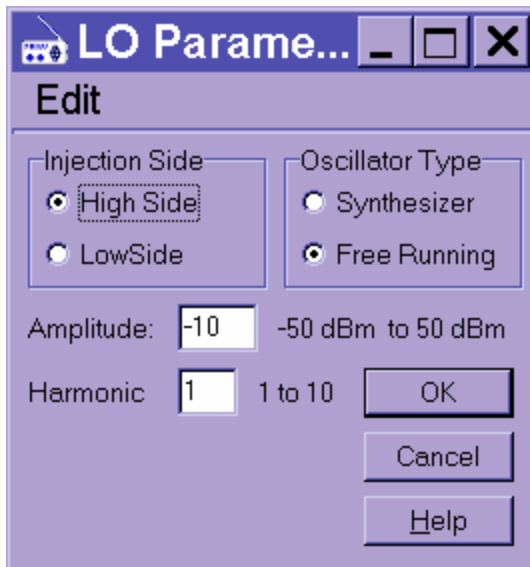 LO Parame...
Edit
Injection Side
High Side
LowSide
Oscillator Type
Synthesizer
Free Running
Amplitude: -10 -50 dBm to 50 dBm
Harmonic 1 1 to 10
OK
Cancel
Help